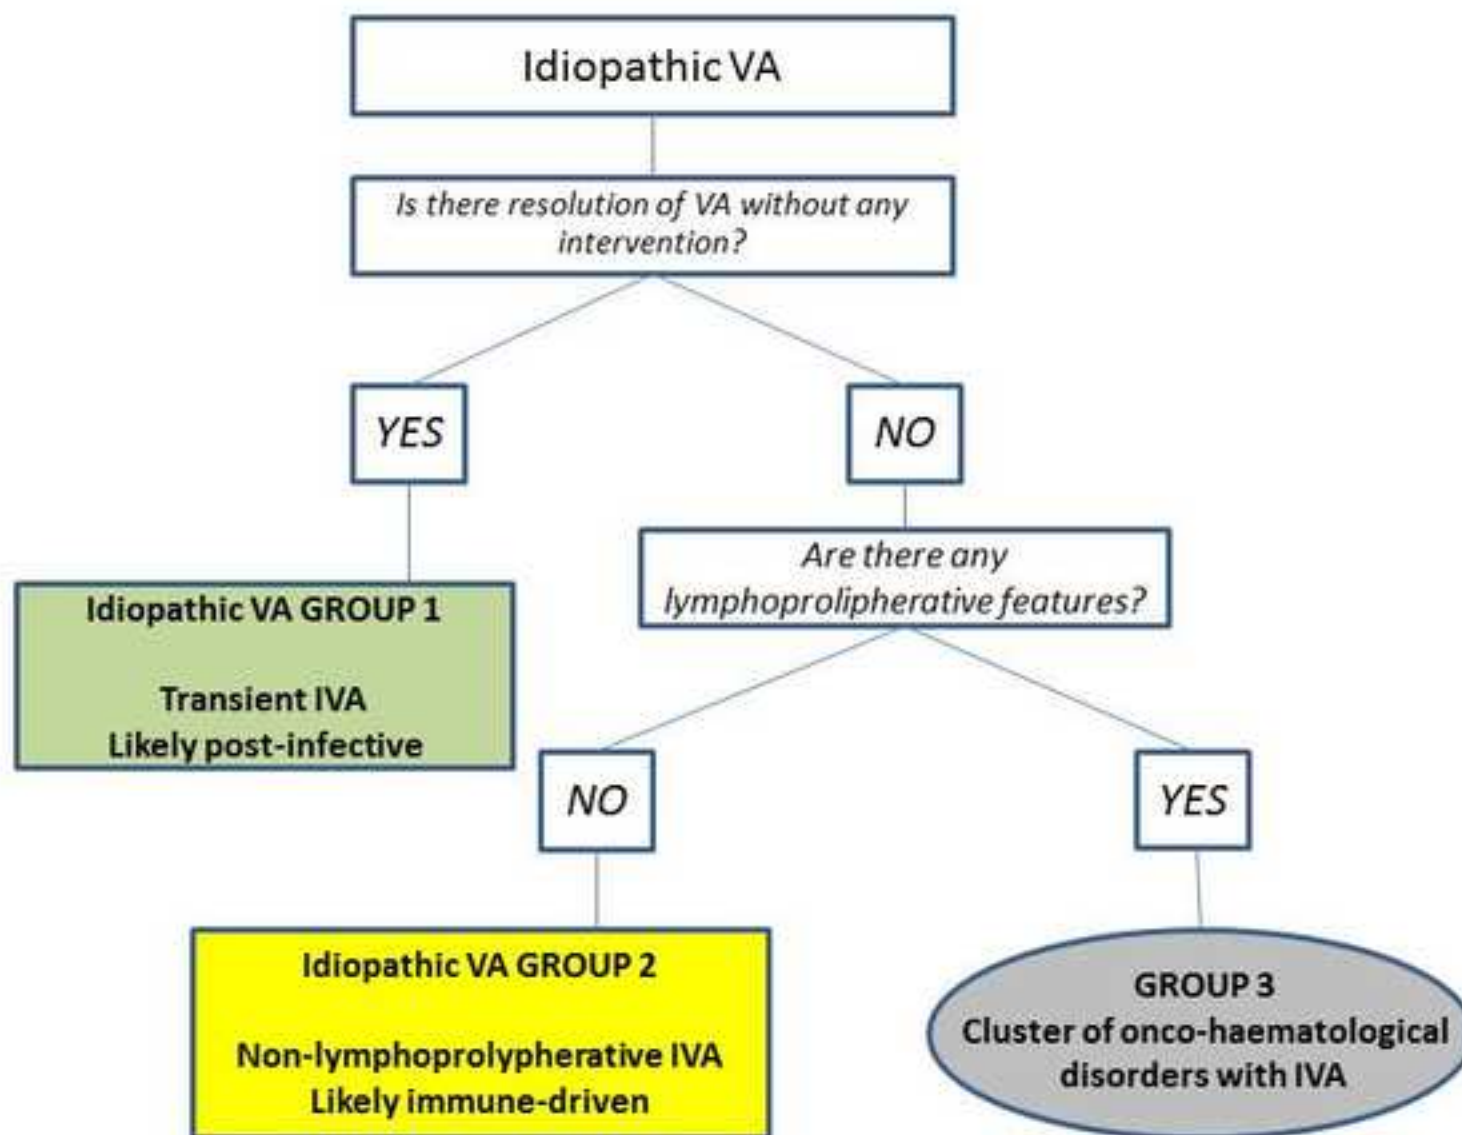 Idiopathic VA
Is there resolution of VA without any
intervention?
YES
NO
Are there any
lymphoprolipherative features?
Idiopathic VA GROUP 1
Transient IVA
Likely post-infective
NO
YES
Idiopathic VA GROUP 2
Non-lymphoprolypherative IVA
Likely immune-driven
GROUP 3
Cluster of onco-haematological
disorders with IVA